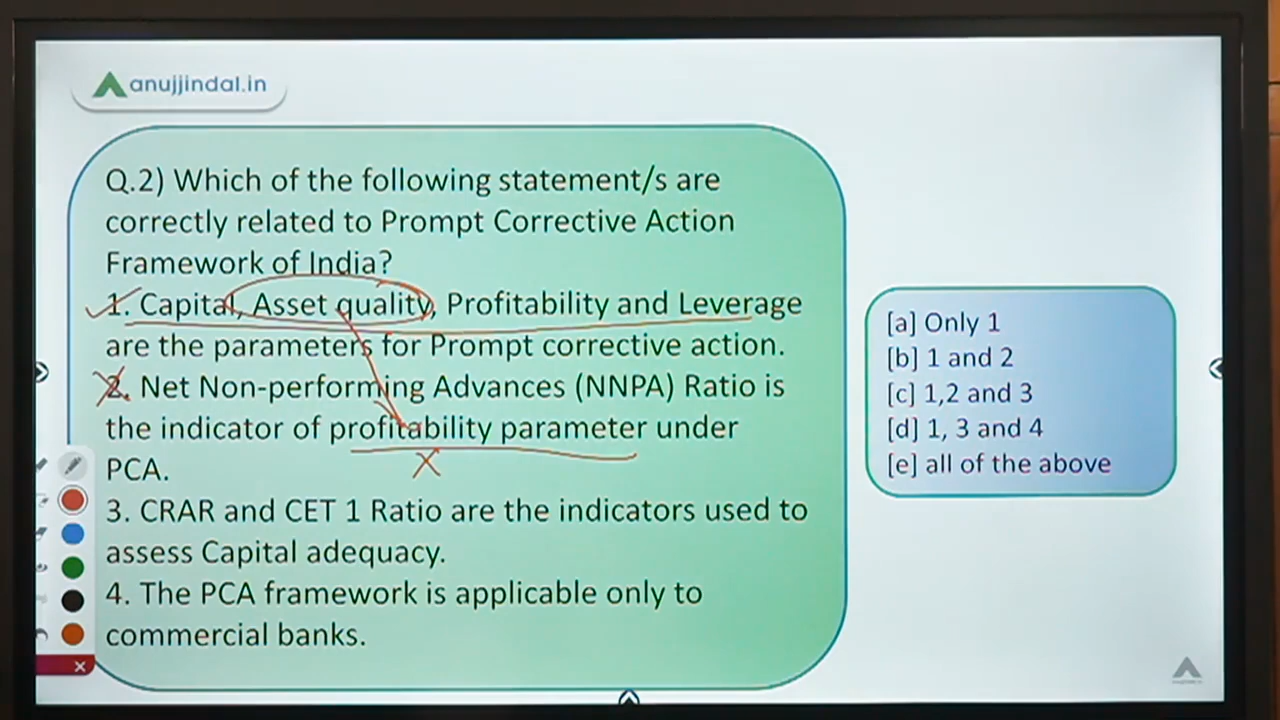 anujjindal.in
Q.2) Which of the following statement/s are
correctly related to Prompt Corrective Action
Framework of India?
1. Capital, Asset quality, Profitability and Leverage
are the parameters for Prompt corrective action.
2. Net Non-performing Advances (NNPA) Ratio is
the indicator of profitability parameter under
PCA.
3. CRAR and CET 1 Ratio are the indicators used to
assess Capital adequacy.
4. The PCA framework is applicable only to
commercial banks.
[a] Only 1
[b] 1 and 2
[c] 1,2 and 3
[d] 1, 3 and 4
[e] all of the above